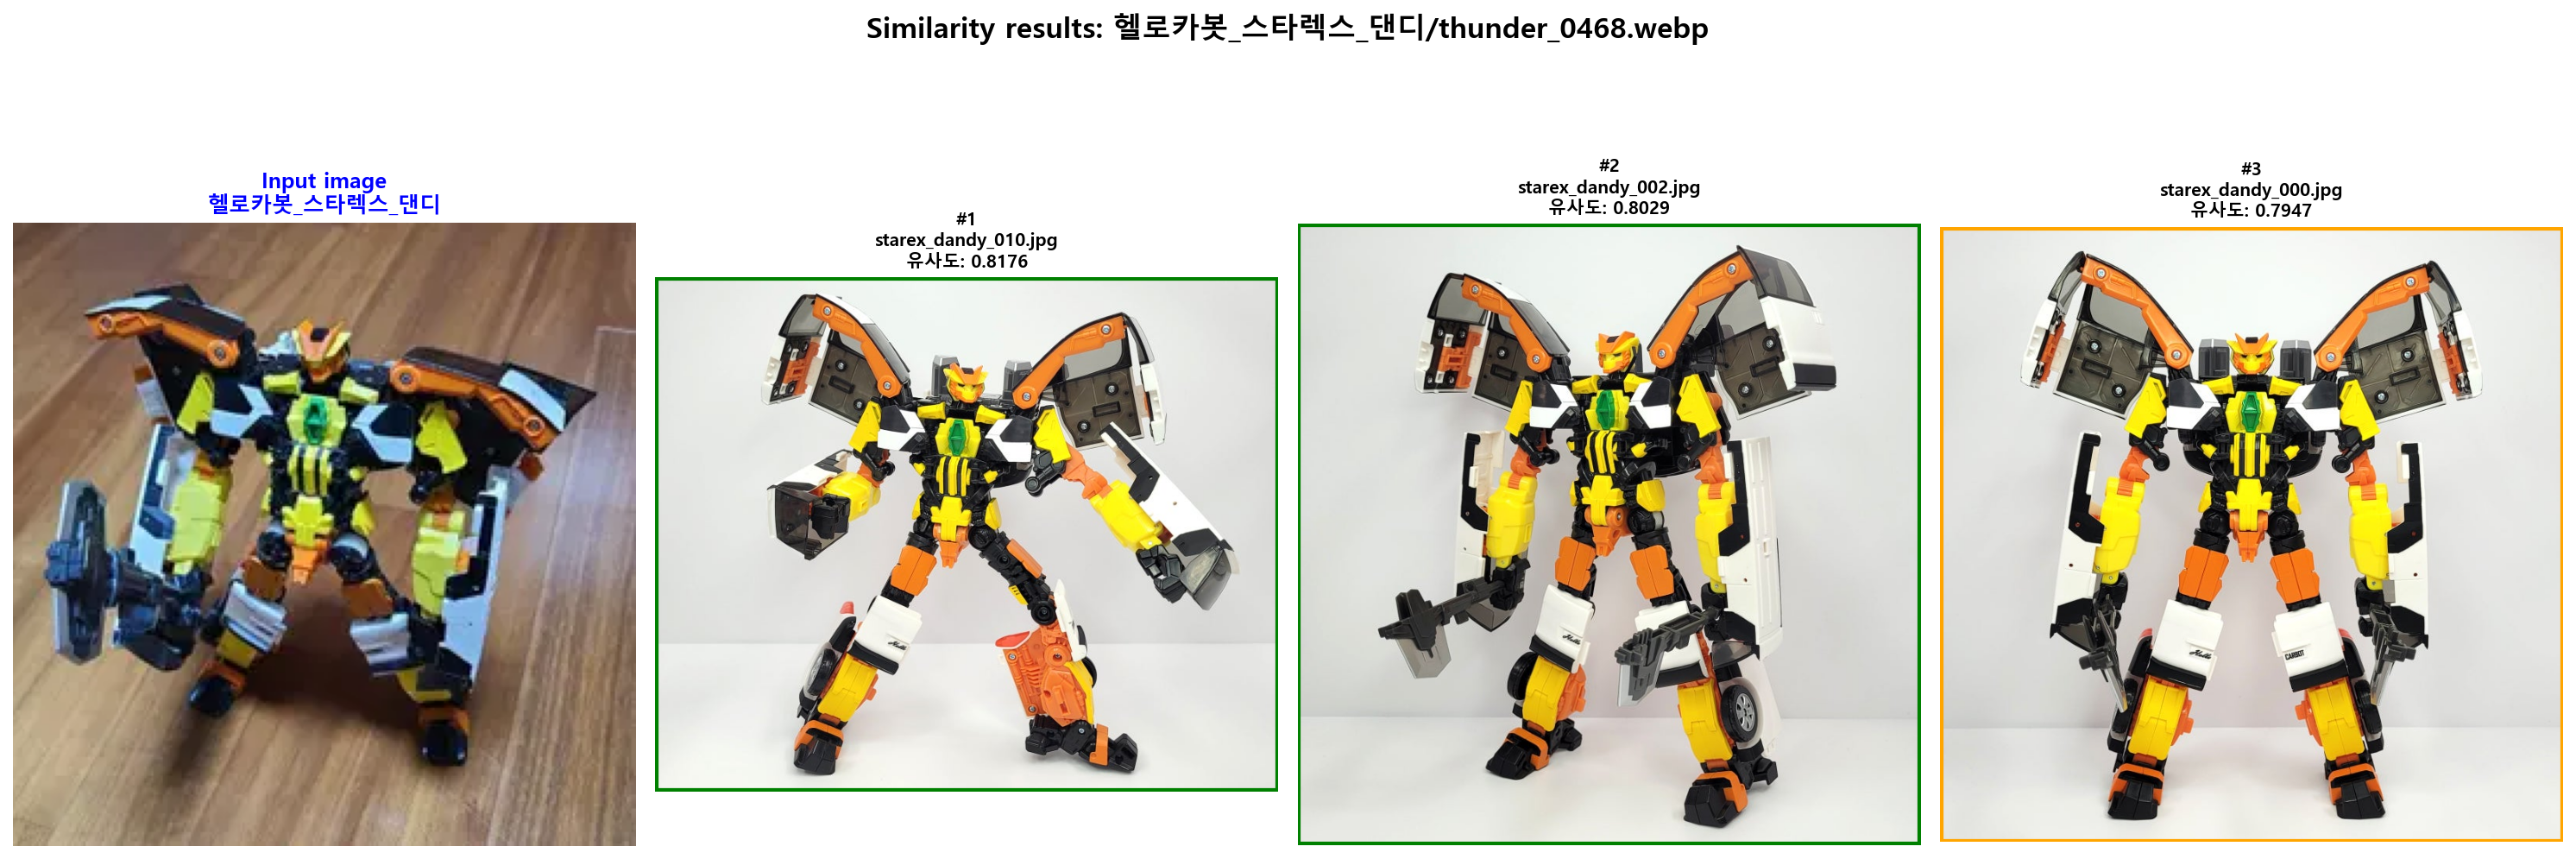 Similarity results: 헬로카봇_스타렉스_댄디/thunder_0468.webp
Input image
헬로카봇_스타렉스_댄디
#1
starex_dandy_010.jpg
유사도: 0.8176
#2
starex_dandy_002.jpg
유사도: 0.8029
#3
starex_dandy_000.jpg
유사도: 0.7947
CARBOT